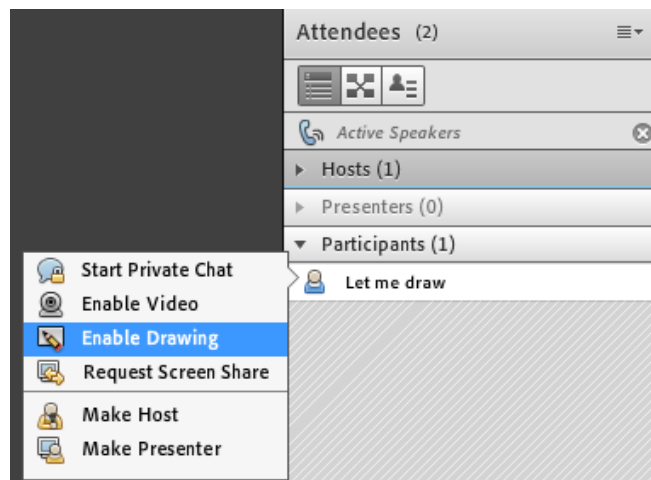 Attendees (2)
Active Speakers
Hosts (1)
Presenters (0)
Participants (1)
Let me draw
Start Private Chat
Enable Video
Enable Drawing
Request Screen Share
Make Host
Make Presenter